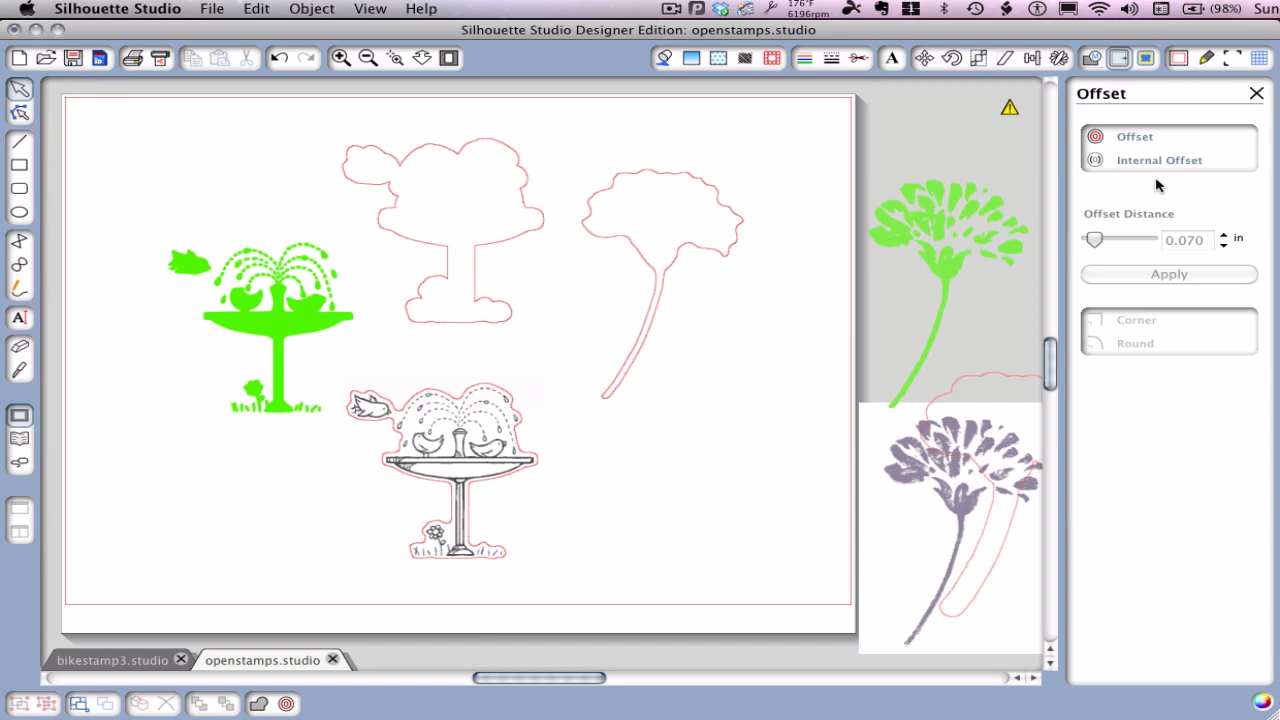 Silhouette Studio File Edit Object View Help 176°F 6196rpm 1 (98%) Sun
Silhouette Studio Designer Edition: openstamps.studio
A
Offset
Offset
Internal Offset
Offset Distance
0.070 in
Apply
Corner
Round
A
bikestamp3.studio openstamps.studio